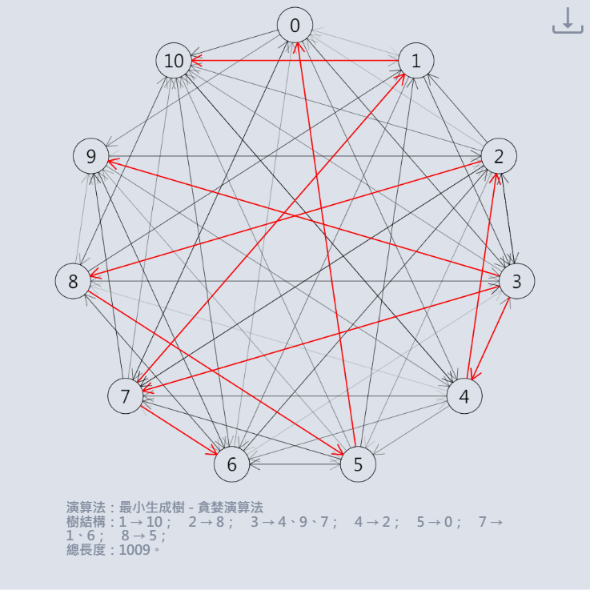 0
10
1
9
2
8
3
7
4
6
5
演算法：最小生成樹 - 貪婪演算法
樹結構：1 → 10； 2 → 8； 3 → 4、9、7； 4 → 2； 5 → 0； 7 →
1、6； 8 → 5；
總長度：1009。